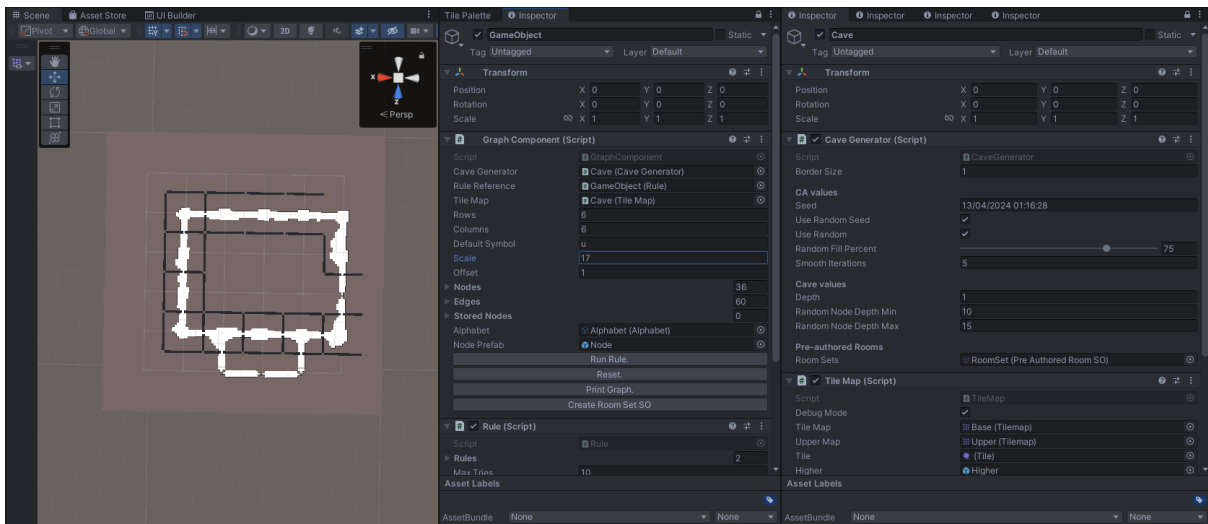 Scene Asset Store UI Builder
Pivot Global 2D
x
z
Persp
Tile Palette Inspector
GameObject Static
Tag Untagged Layer Default
Transform
Position X 0 Y 0 Z 0
Rotation X 0 Y 0 Z 0
Scale X 1 Y 1 Z 1
Graph Component (Script)
Script GraphComponent
Cave Generator Cave (Cave Generator)
Rule Reference GameObject (Rule)
Tile Map Cave (Tile Map)
Rows 6
Columns 6
Default Symbol u
Scale 17
Offset 1
Nodes 36
Edges 60
Stored Nodes 0
Alphabet Alphabet (Alphabet)
Node Prefab Node
Run Rule.
Reset.
Print Graph.
Create Room Set SO
Rule (Script)
Script Rule
Rules 2
Max Tries 10
Asset Labels
AssetBundle None None
Inspector Inspector Inspector Inspector
Cave Static
Tag Untagged Layer Default
Transform
Position X 0 Y 0 Z 0
Rotation X 0 Y 0 Z 0
Scale X 1 Y 1 Z 1
Cave Generator (Script)
Script CaveGenerator
Border Size 1
CA values
Seed 13/04/2024 01:16:28
Use Random Seed
Use Random
Random Fill Percent 75
Smooth Iterations 5
Cave values
Depth 1
Random Node Depth Min 10
Random Node Depth Max 15
Pre-authored Rooms
Room Sets RoomSet (Pre Authored Room SO)
Tile Map (Script)
Script TileMap
Debug Mode
Tile Map Base (Tilemap)
Upper Map Upper (Tilemap)
Tile (Tile)
Higher Higher
Asset Labels
AssetBundle None None